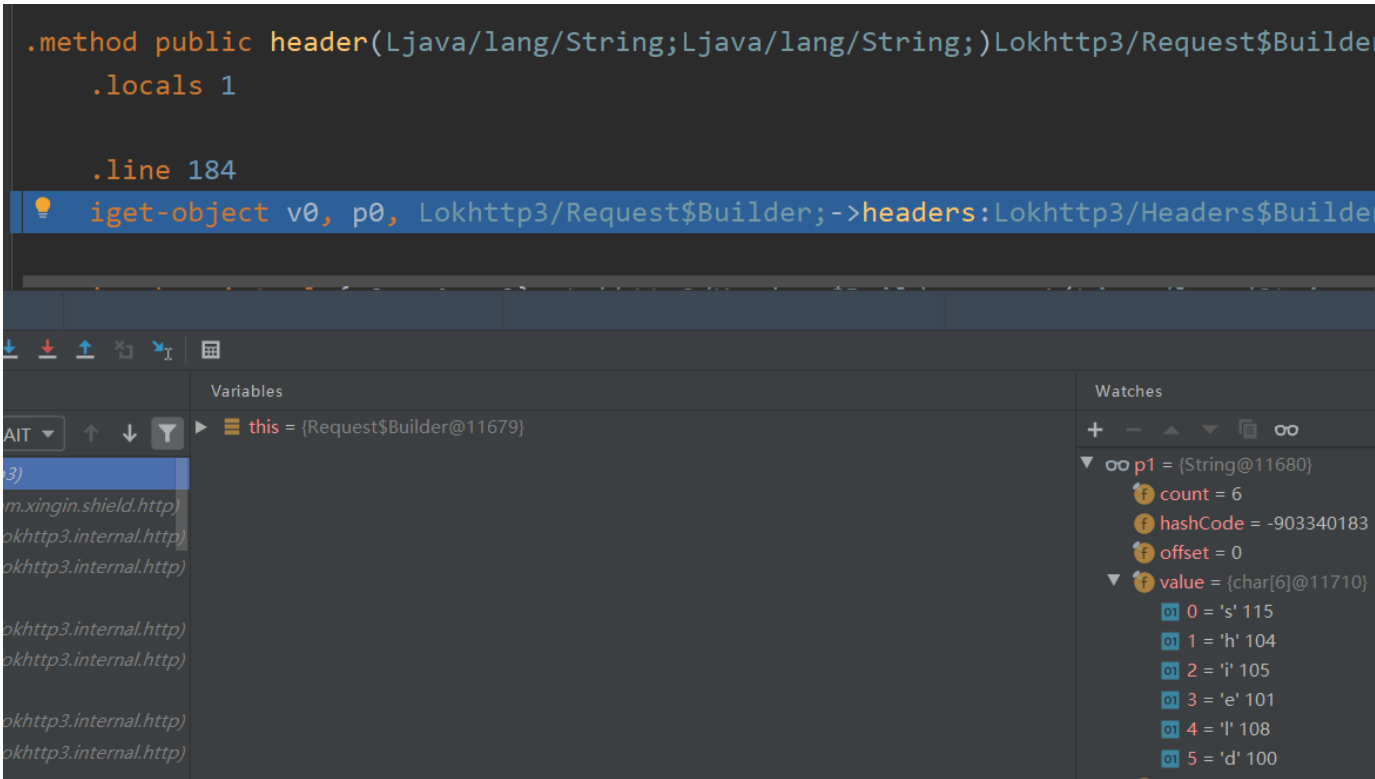 .method public header(Ljava/lang/String;Ljava/lang/String;)Lokhttp3/Request$Builder
.locals 1
.line 184
iget-object v0, p0, Lokhttp3/Request$Builder;->headers:Lokhttp3/Headers$Builder
Variables
Watches
AIT
this = {Request$Builder@11679}
p3)
m.xingin.shield.http)
okhttp3.internal.http)
okhttp3.internal.http)
okhttp3.internal.http)
okhttp3.internal.http)
okhttp3.internal.http)
okhttp3.internal.http)
p1 = {String@11680}
count = 6
hashCode = -903340183
offset = 0
value = {char[6]@11710}
0 = 's' 115
1 = 'h' 104
2 = 'i' 105
3 = 'e' 101
4 = 'l' 108
5 = 'd' 100